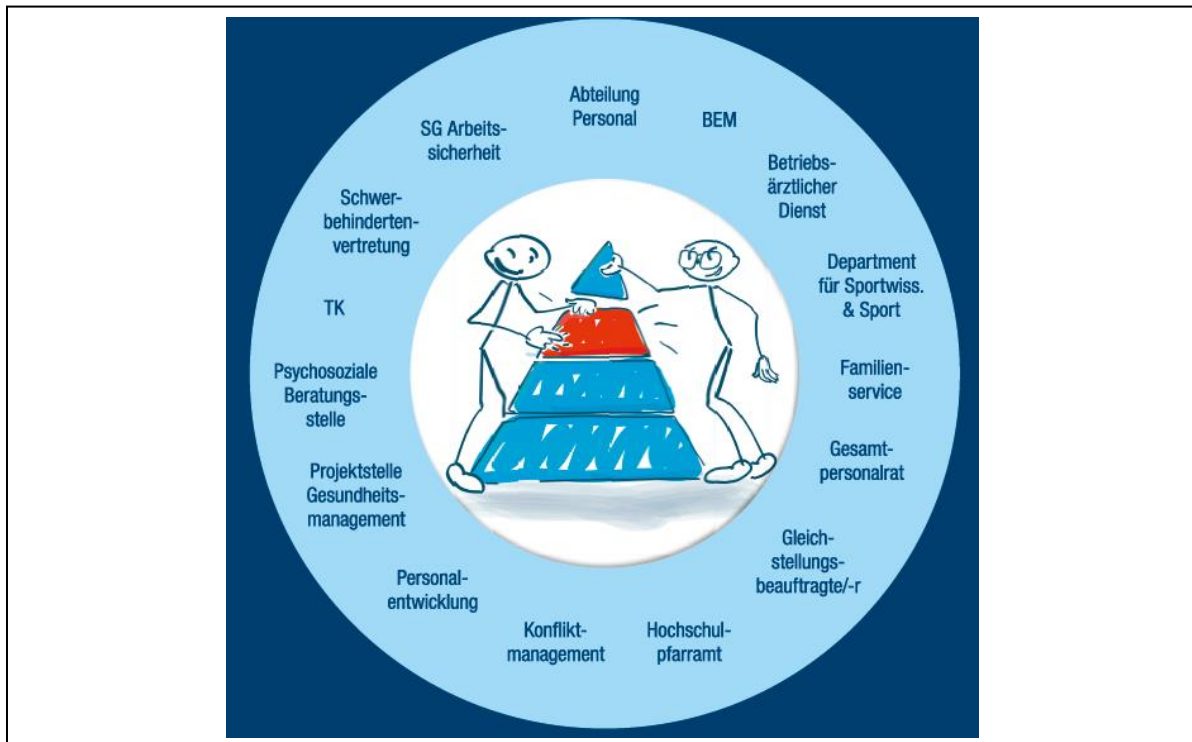 Abteilung
Personal
BEM
Betriebs-
ärztlicher
Dienst
Department
für Sportwiss.
& Sport
Familien-
service
Gesamt-
personalrat
Gleich-
stellungs-
beauftragte/-r
Hochschul-
pfarramt
Konflikt-
management
Personal-
entwicklung
Projektstelle
Gesundheits-
management
Psychosoziale
Beratungs-
stelle
TK
Schwer-
behinderten-
vertretung
SG Arbeits-
sicherheit